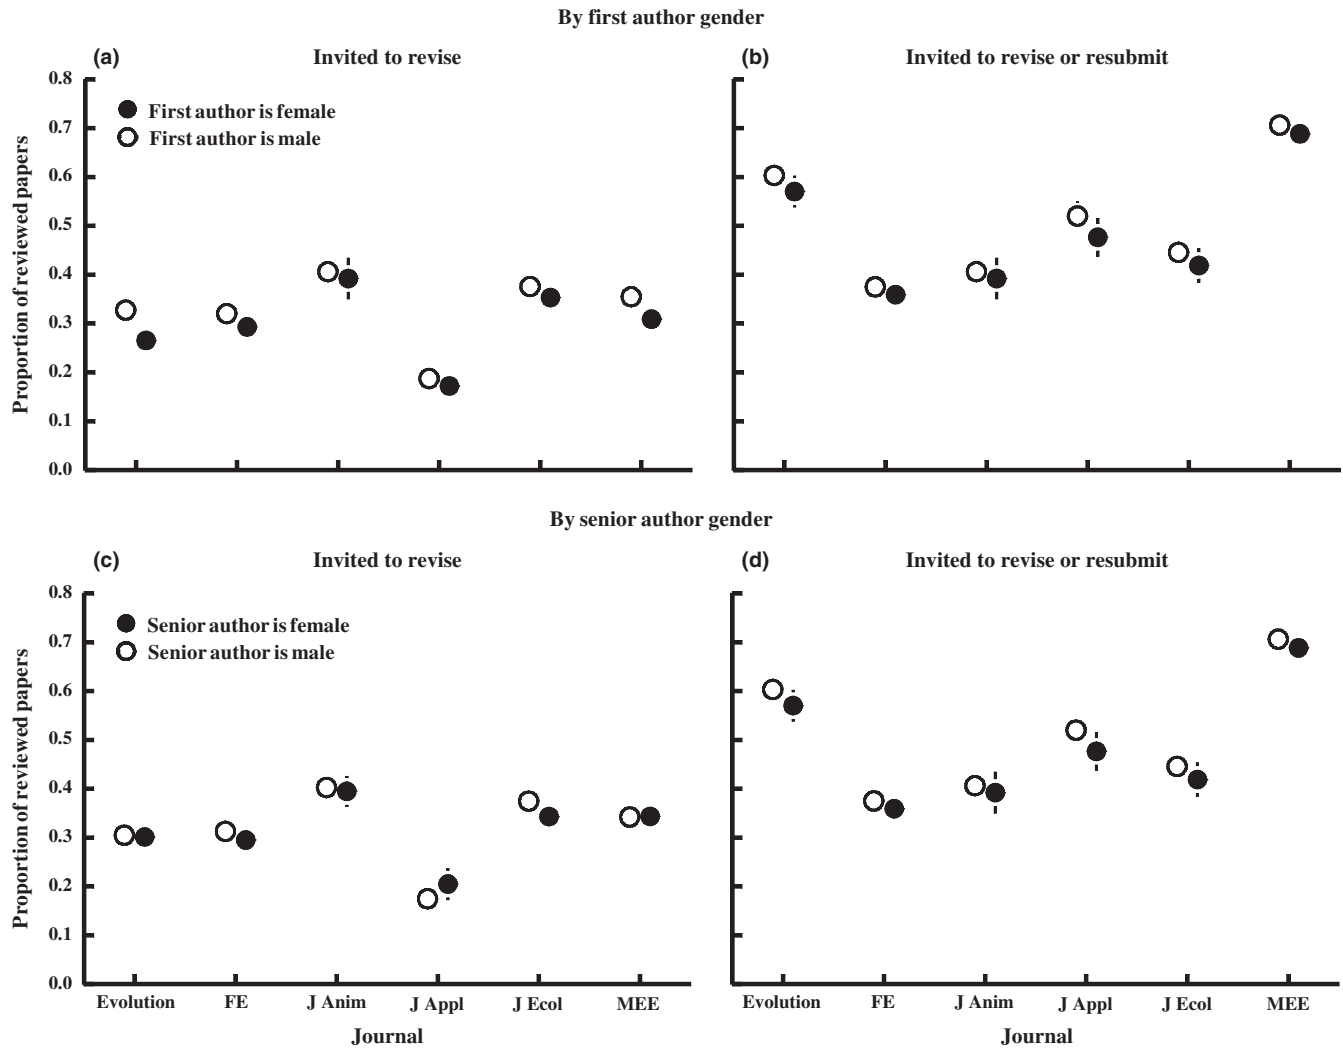 By first author gender
(a) Invited to revise
(b) Invited to revise or resubmit
0.8
0.7
0.6
0.5
0.4
0.3
0.2
0.1
0.0
Proportion of reviewed papers
First author is female
First author is male
By senior author gender
(c) Invited to revise
(d) Invited to revise or resubmit
0.8
0.7
0.6
0.5
0.4
0.3
0.2
0.1
0.0
Proportion of reviewed papers
Senior author is female
Senior author is male
Evolution FE J Anim J Appl J Ecol MEE
Journal
Evolution FE J Anim J Appl J Ecol MEE
Journal